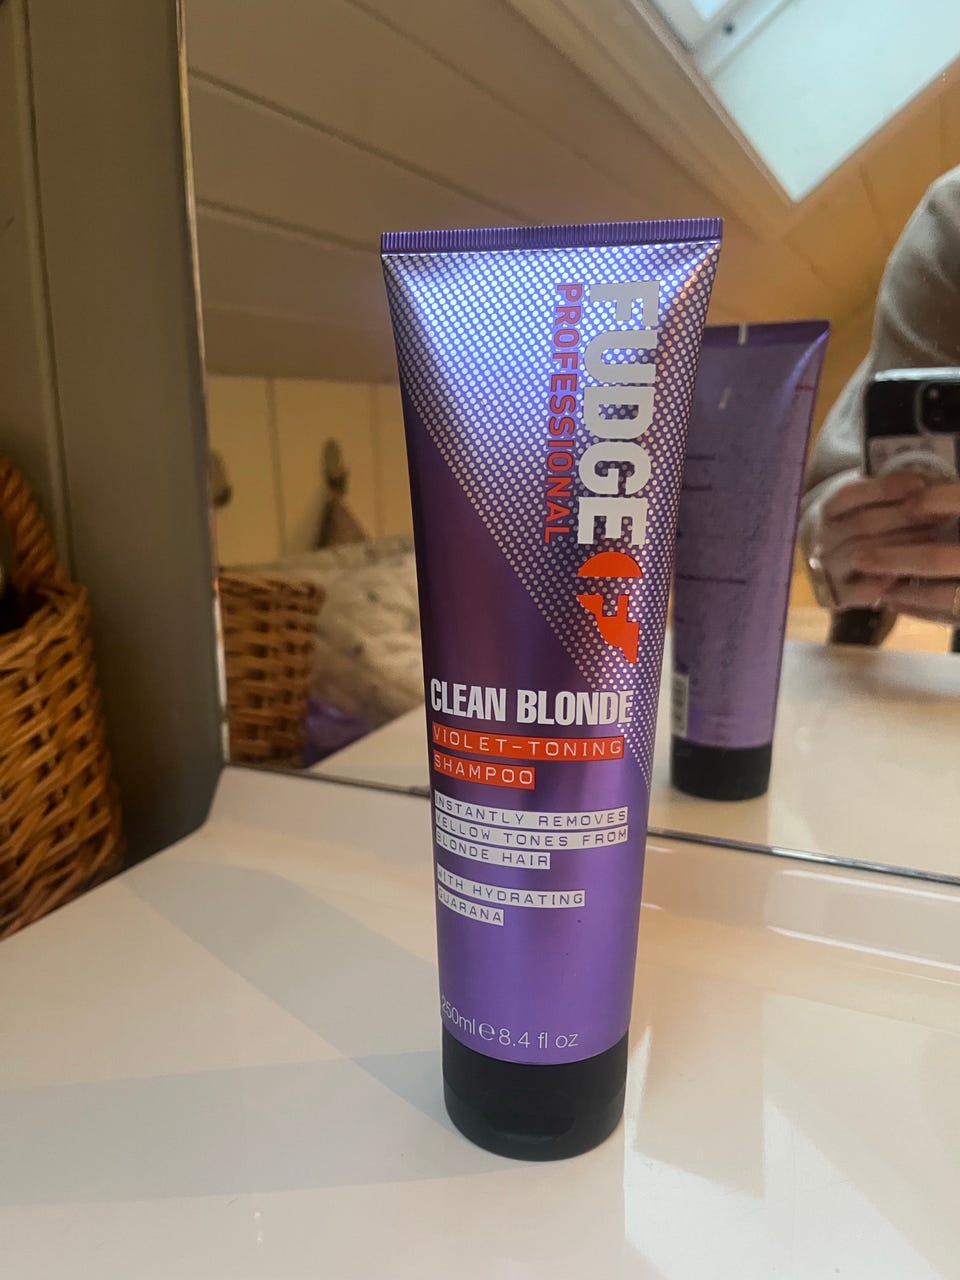 FUDGE
PROFESSIONAL
CLEAN BLONDE
VIOLET-TONING
SHAMPOO
INSTANTLY REMOVES
YELLOW TONES FROM
BLONDE HAIR
WITH HYDRATING
GUARANA
250ml e 8.4 fl oz